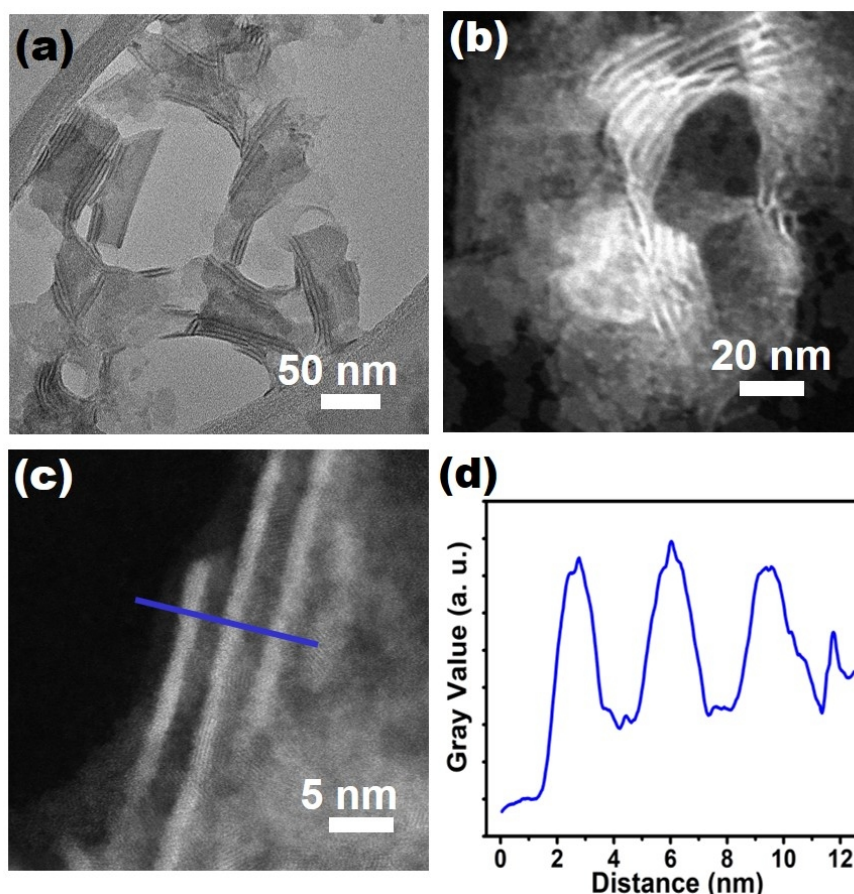 (a)
50 nm
(b)
20 nm
(c)
5 nm
(d)
Gray Value (a. u.)
0 2 4 6 8 10 12
Distance (nm)